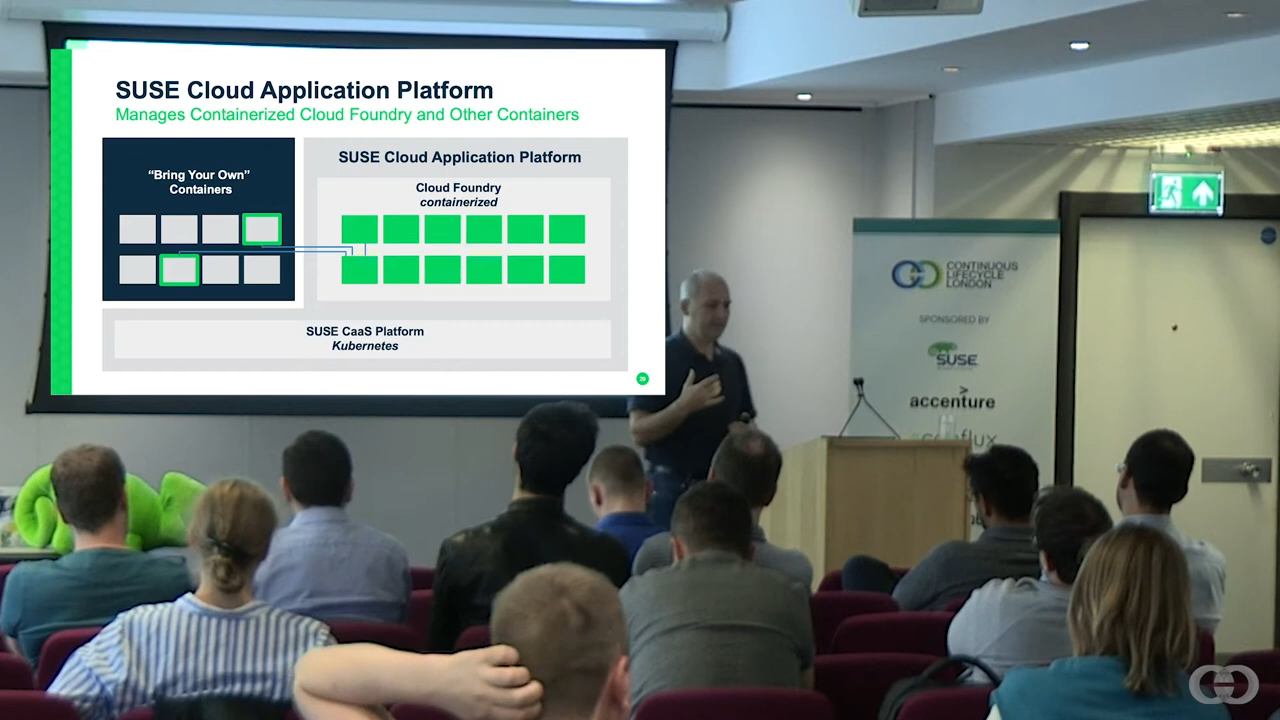 SUSE Cloud Application Platform
Manages Containerized Cloud Foundry and Other Containers
“Bring Your Own”
Containers
SUSE Cloud Application Platform
Cloud Foundry
containerized
SUSE CaaS Platform
Kubernetes
CONTINUOUS
LIFECYCLE
LONDON
SPONSORED BY
SUSE
accenture